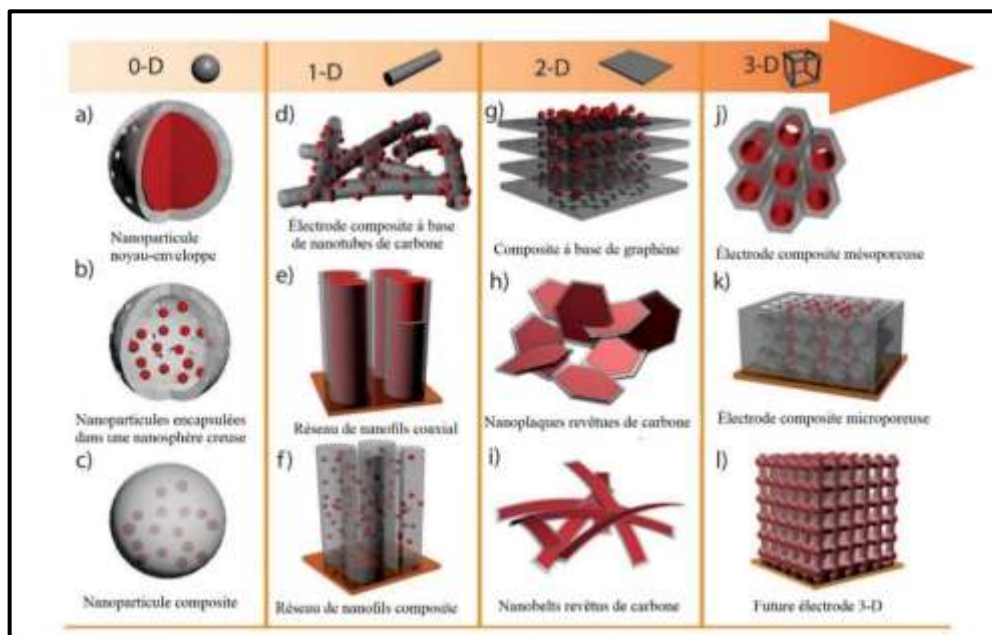 0-D
1-D
2-D
3-D
a)
Nanoparticule
noyau-enveloppe
b)
Nanoparticules encapsulées
dans une nanosphère creuse
c)
Nanoparticule composite
d)
Électrode composite à base
de nanotubes de carbone
e)
Réseau de nanofils coaxial
f)
Réseau de nanofils composite
g)
Composite à base de graphène
h)
Nanoplaques revêtues de carbone
i)
Nanobelts revêtus de carbone
j)
Électrode composite mésoporeuse
k)
Électrode composite microporeuse
l)
Future électrode 3-D